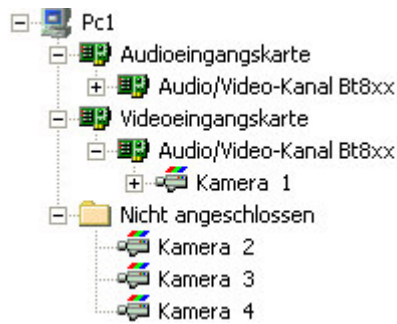 Pc1
Audioeingangskarte
Audio/Video-Kanal Bt8xx
Videoeingangskarte
Audio/Video-Kanal Bt8xx
Kamera 1
Nicht angeschlossen
Kamera 2
Kamera 3
Kamera 4